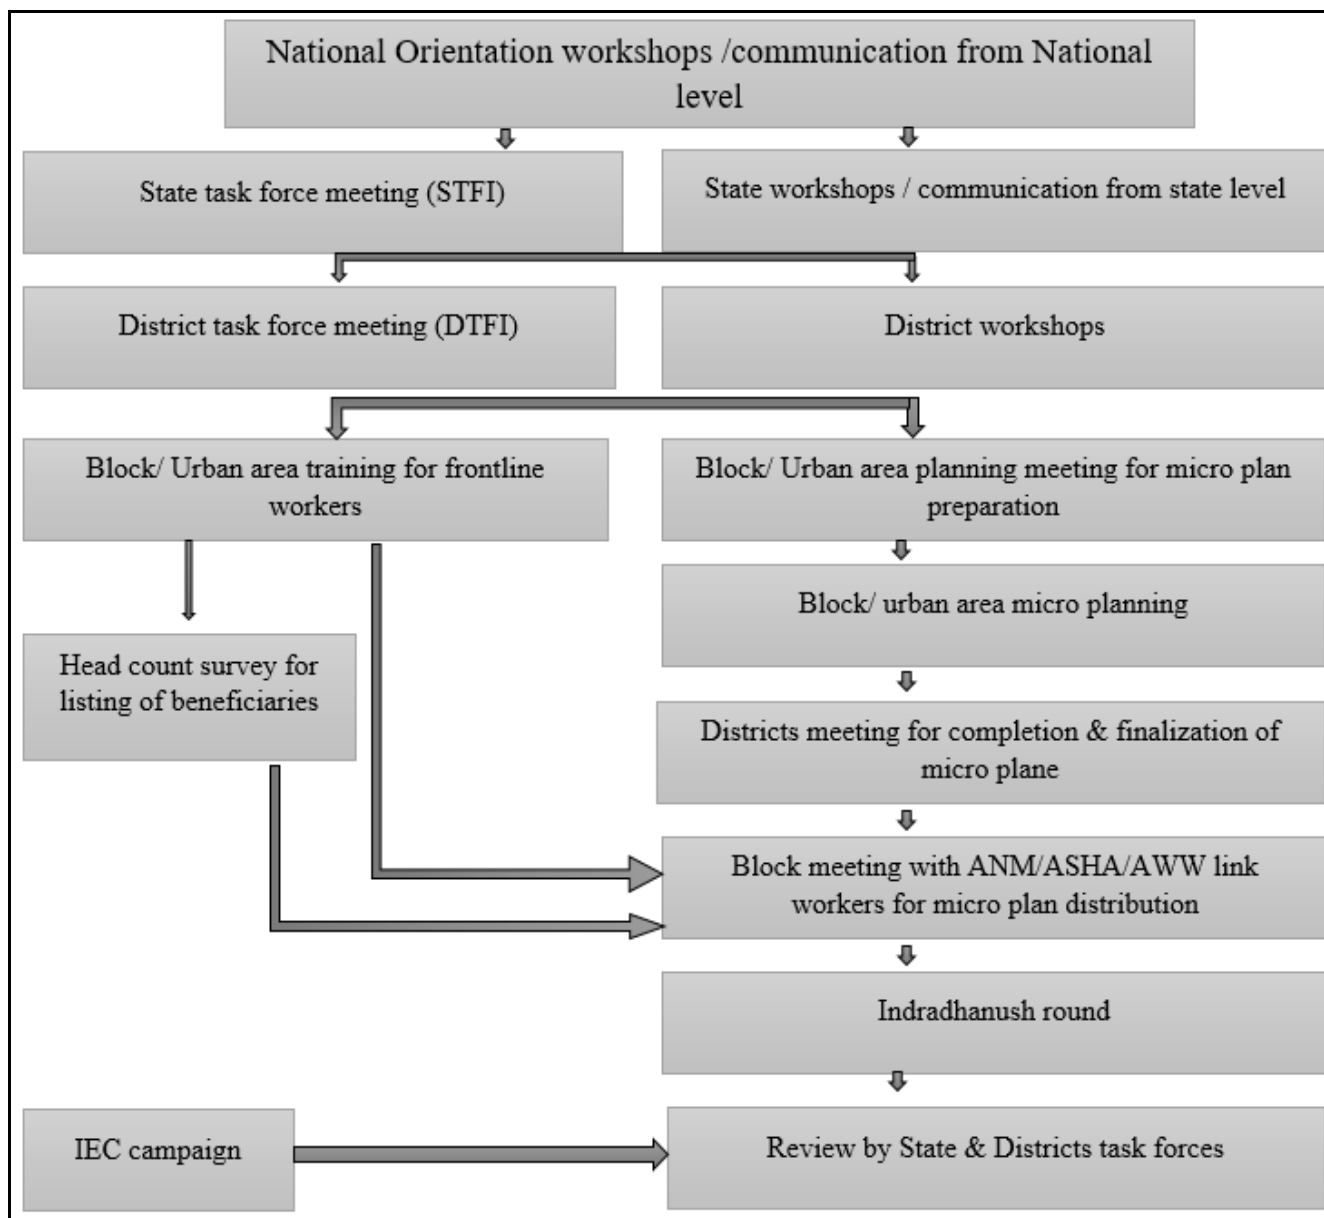 National Orientation workshops /communication from National
level
State task force meeting (STFI)
State workshops / communication from state level
District task force meeting (DTFI)
District workshops
Block/ Urban area training for frontline
workers
Block/ Urban area planning meeting for micro plan
preparation
Block/ urban area micro planning
Head count survey for
listing of beneficiaries
Districts meeting for completion & finalization of
micro plane
Block meeting with ANM/ASHA/AWW link
workers for micro plan distribution
Indradhanush round
IEC campaign
Review by State & Districts task forces